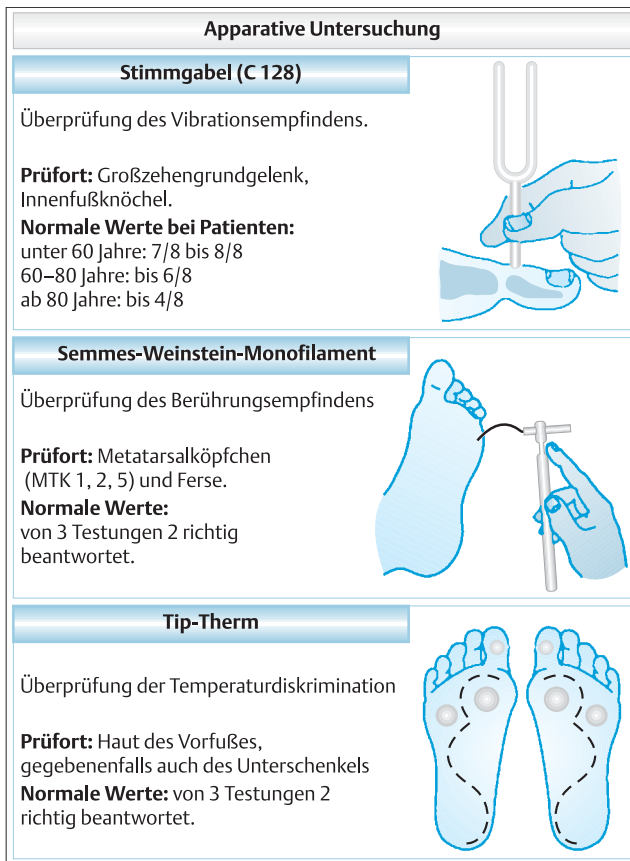 Apparative Untersuchung
Stimmgabel (C 128)
Überprüfung des Vibrationsempfindens.
Prüfort: Großzehengrundgelenk,
Innenfußknöchel.
Normale Werte bei Patienten:
unter 60 Jahre: 7/8 bis 8/8
60–80 Jahre: bis 6/8
ab 80 Jahre: bis 4/8
Semmes-Weinstein-Monofilament
Überprüfung des Berührungsempfindens
Prüfort: Metatarsalköpfchen
(MTK 1, 2, 5) und Ferse.
Normale Werte:
von 3 Testungen 2 richtig
beantwortet.
Tip-Therm
Überprüfung der Temperaturdiskrimination
Prüfort: Haut des Vorfußes,
gegebenenfalls auch des Unterschenkels
Normale Werte: von 3 Testungen 2
richtig beantwortet.